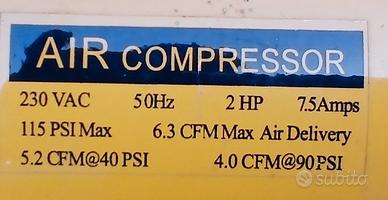 AIR COMPRESSOR
230 VAC 50Hz 2 HP 7.5Amps
115 PSI Max 6.3 CFM Max Air Delivery
5.2 CFM@40 PSI 4.0 CFM@90 PSI
subito